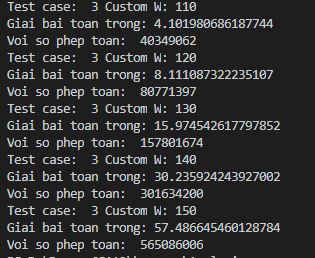 Test case:  3 Custom W: 110
Giai bai toan trong: 4.101980686187744
Voi so phep toan:  40349062
Test case:  3 Custom W: 120
Giai bai toan trong: 8.111087322235107
Voi so phep toan:  80771397
Test case:  3 Custom W: 130
Giai bai toan trong: 15.974542617797852
Voi so phep toan:  157801674
Test case:  3 Custom W: 140
Giai bai toan trong: 30.235924243927002
Voi so phep toan:  301634200
Test case:  3 Custom W: 150
Giai bai toan trong: 57.486645460128784
Voi so phep toan:  565086006